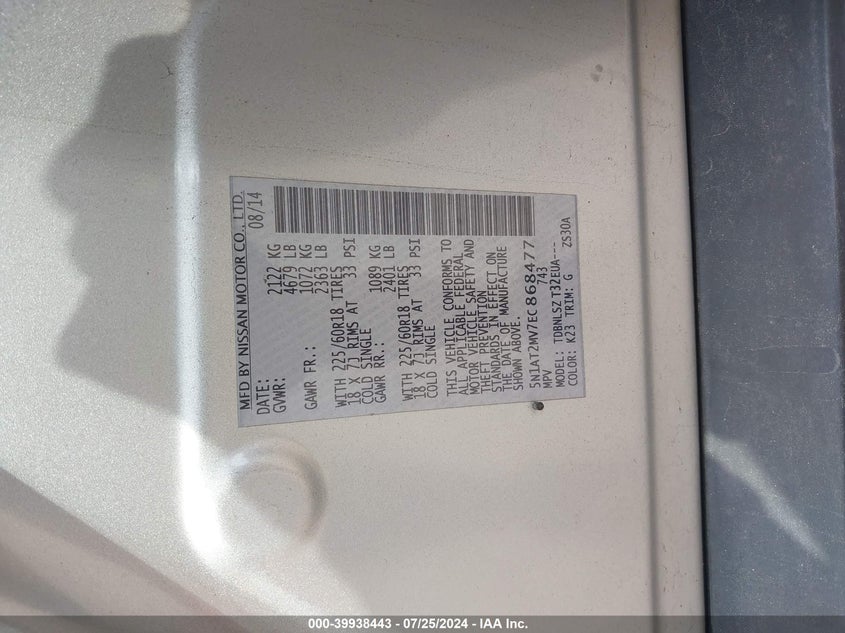 MFD BY NISSAN MOTOR CO., LTD.
DATE: 08/14
GVWR: 2122 KG
4679 LB
GAWR FR.: 1072 KG
2363 LB
WITH 225/60R18 TIRES
18 X 7J RIMS AT 33 PSI
COLD SINGLE
GAWR RR.: 1089 KG
2401 LB
WITH 225/60R18 TIRES
18 X 7J RIMS AT 33 PSI
COLD SINGLE
THIS VEHICLE CONFORMS TO
ALL APPLICABLE FEDERAL
MOTOR VEHICLE SAFETY AND
THEFT PREVENTION
STANDARDS IN EFFECT ON
THE DATE OF MANUFACTURE
SHOWN ABOVE.
5N1AT2MV7EC868477
MPV 743
MODEL: TDBNLSZ T32EUA---
COLOR: K23 TRIM: G ZS30A
000-39938443 - 07/25/2024 - IAA Inc.